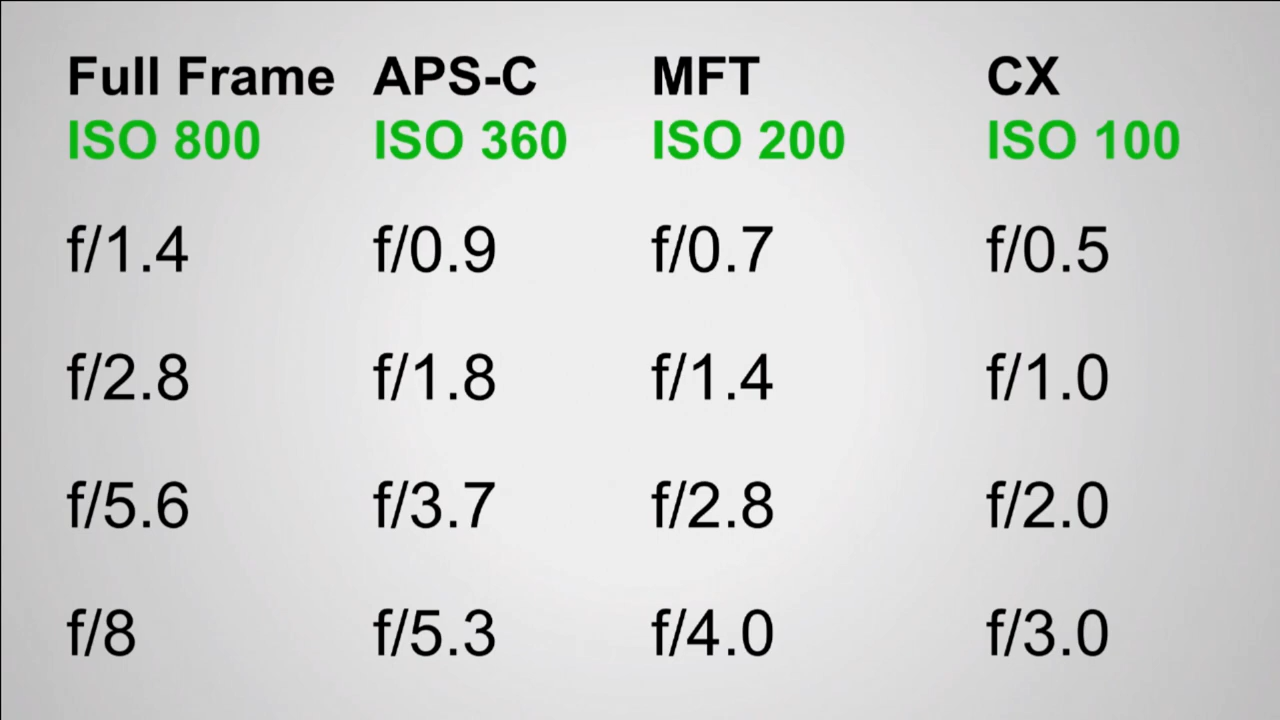 Full Frame APS-C MFT CX
ISO 800 ISO 360 ISO 200 ISO 100
f/1.4 f/0.9 f/0.7 f/0.5
f/2.8 f/1.8 f/1.4 f/1.0
f/5.6 f/3.7 f/2.8 f/2.0
f/8 f/5.3 f/4.0 f/3.0